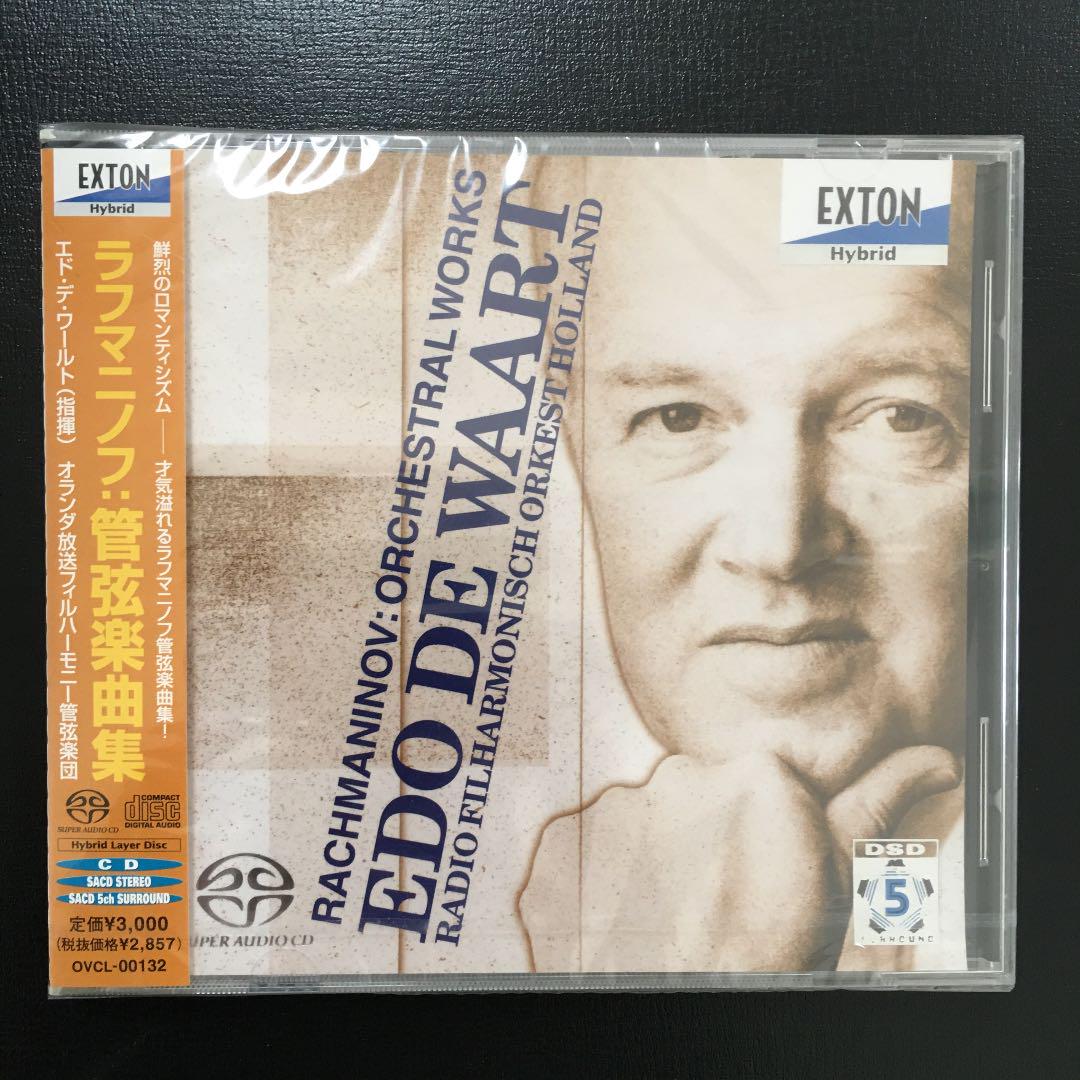 EXTON
Hybrid
鮮烈のロマンティシズム ── 才気溢れるラフマニノフ管弦楽曲集！
ラフマニノフ：管弦楽曲集
エド・デ・ワールト(指揮) オランダ放送フィルハーモニー管弦楽団
SUPER AUDIO CD
COMPACT
disc
DIGITAL AUDIO
Hybrid Layer Disc
CD
SACD STEREO
SACD 5ch SURROUND
定価¥3,000
(税抜価格¥2,857)
OVCL-00132
RACHMANINOV: ORCHESTRAL WORKS
EDO DE WAART
RADIO FILHARMONISCH ORKEST HOLLAND
EXTON
Hybrid
SUPER AUDIO CD
DSD
5